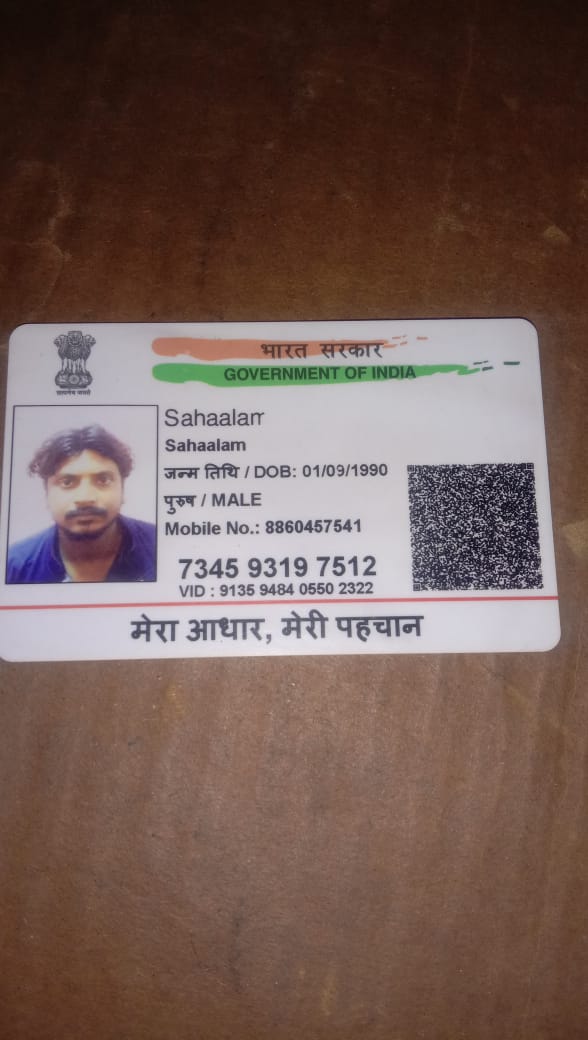 सत्यमेव जयते
भारत सरकार
GOVERNMENT OF INDIA
Sahaalam
Sahaalam
जन्म तिथि / DOB: 01/09/1990
पुरुष / MALE
Mobile No.: 8860457541
7345 9319 7512
VID : 9135 9484 0550 2322
मेरा आधार, मेरी पहचान